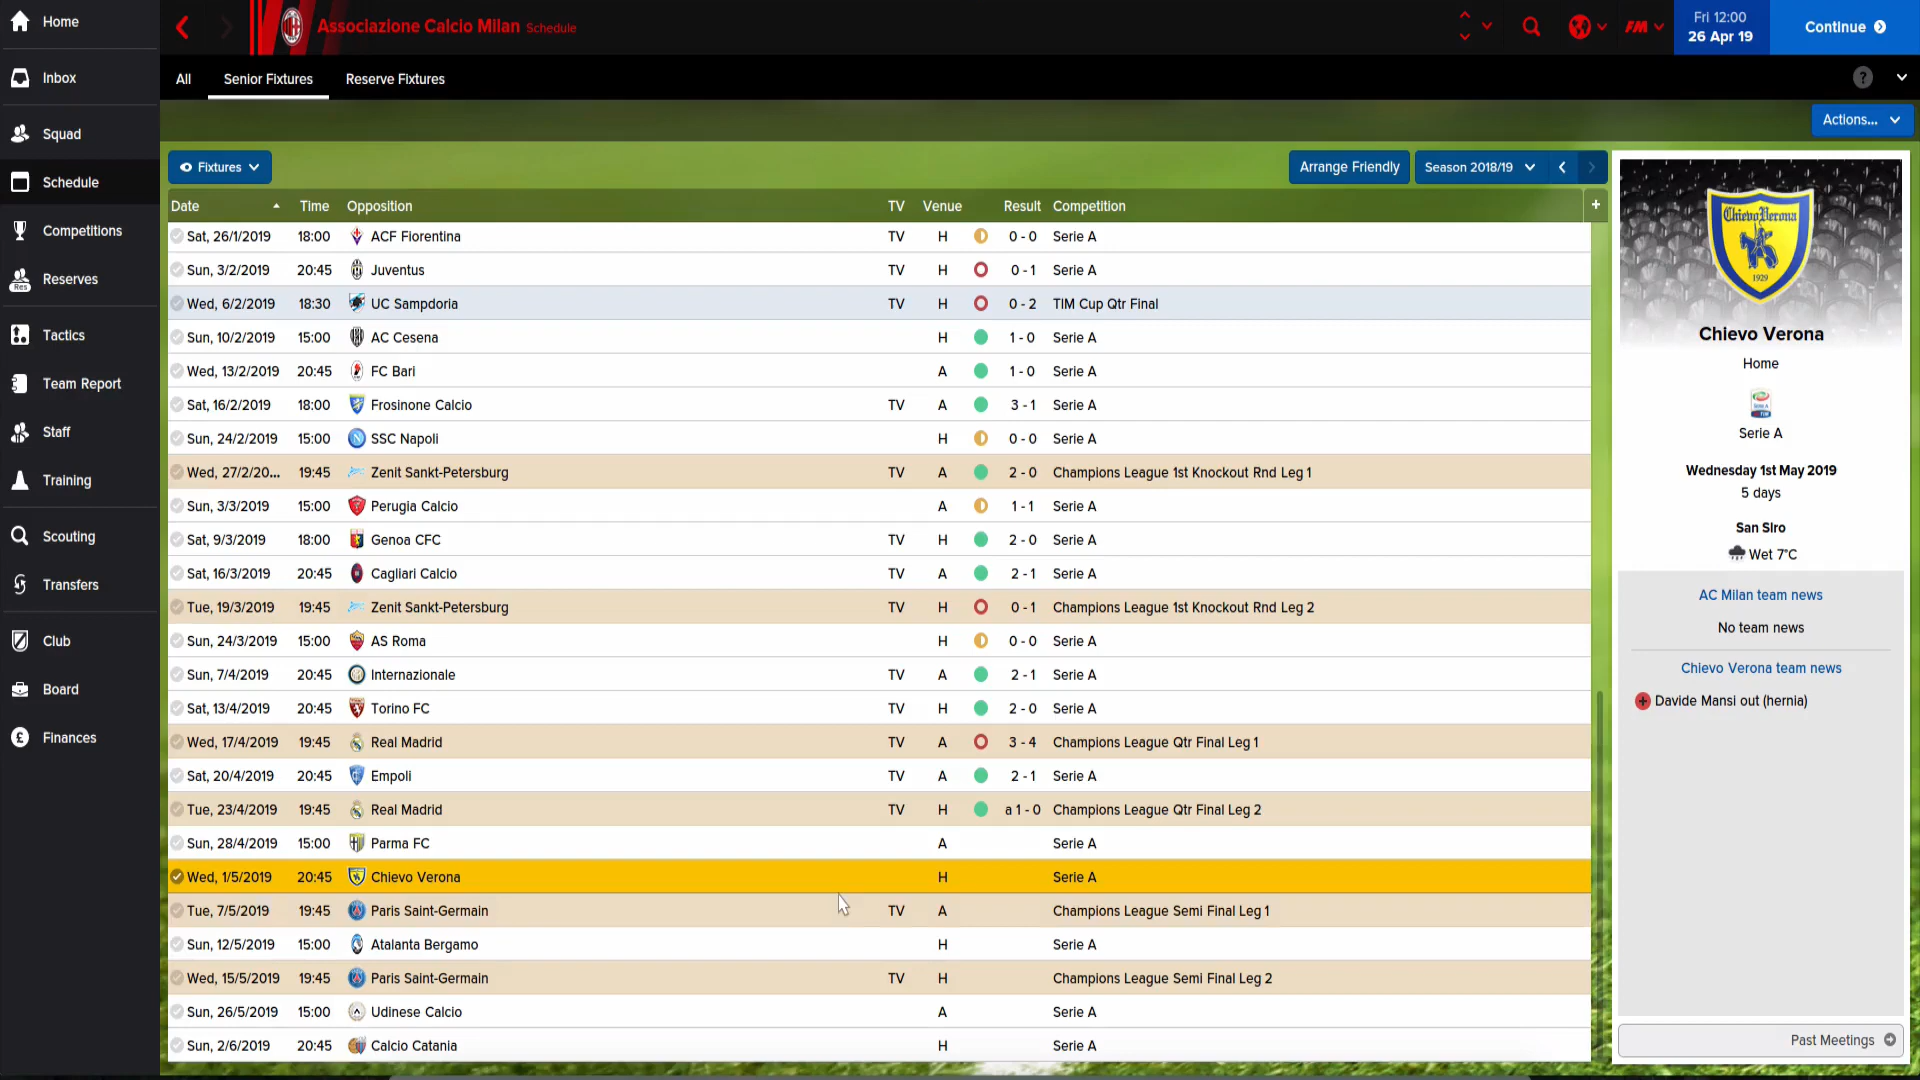 Home
Inbox
Squad
Schedule
Competitions
Reserves
Tactics
Team Report
Staff
Training
Scouting
Transfers
Club
Board
Finances
Associazione Calcio Milan Schedule
FM
Fri 12:00
26 Apr 19
Continue
All Senior Fixtures Reserve Fixtures
?
Actions...
Fixtures
Arrange Friendly Season 2018/19
Date Time Opposition TV Venue Result Competition +
Sat, 26/1/2019 18:00 ACF Fiorentina TV H 0 - 0 Serie A
Sun, 3/2/2019 20:45 Juventus TV H 0 - 1 Serie A
Wed, 6/2/2019 18:30 UC Sampdoria TV H 0 - 2 TIM Cup Qtr Final
Sun, 10/2/2019 15:00 AC Cesena H 1 - 0 Serie A
Wed, 13/2/2019 20:45 FC Bari A 1 - 0 Serie A
Sat, 16/2/2019 18:00 Frosinone Calcio TV A 3 - 1 Serie A
Sun, 24/2/2019 15:00 SSC Napoli H 0 - 0 Serie A
Wed, 27/2/20... 19:45 Zenit Sankt-Petersburg TV A 2 - 0 Champions League 1st Knockout Rnd Leg 1
Sun, 3/3/2019 15:00 Perugia Calcio A 1 - 1 Serie A
Sat, 9/3/2019 18:00 Genoa CFC TV H 2 - 0 Serie A
Sat, 16/3/2019 20:45 Cagliari Calcio TV A 2 - 1 Serie A
Tue, 19/3/2019 19:45 Zenit Sankt-Petersburg TV H 0 - 1 Champions League 1st Knockout Rnd Leg 2
Sun, 24/3/2019 15:00 AS Roma H 0 - 0 Serie A
Sun, 7/4/2019 20:45 Internazionale TV A 2 - 1 Serie A
Sat, 13/4/2019 20:45 Torino FC TV H 2 - 0 Serie A
Wed, 17/4/2019 19:45 Real Madrid TV A 3 - 4 Champions League Qtr Final Leg 1
Sat, 20/4/2019 20:45 Empoli TV A 2 - 1 Serie A
Tue, 23/4/2019 19:45 Real Madrid TV H a 1 - 0 Champions League Qtr Final Leg 2
Sun, 28/4/2019 15:00 Parma FC A Serie A
Wed, 1/5/2019 20:45 Chievo Verona H Serie A
Tue, 7/5/2019 19:45 Paris Saint-Germain TV A Champions League Semi Final Leg 1
Sun, 12/5/2019 15:00 Atalanta Bergamo H Serie A
Wed, 15/5/2019 19:45 Paris Saint-Germain TV H Champions League Semi Final Leg 2
Sun, 26/5/2019 15:00 Udinese Calcio A Serie A
Sun, 2/6/2019 20:45 Calcio Catania H Serie A
ChievoVerona
1929
Chievo Verona
Home
Serie A
Wednesday 1st May 2019
5 days
San Siro
Wet 7°C
AC Milan team news
No team news
Chievo Verona team news
Davide Mansi out (hernia)
Past Meetings